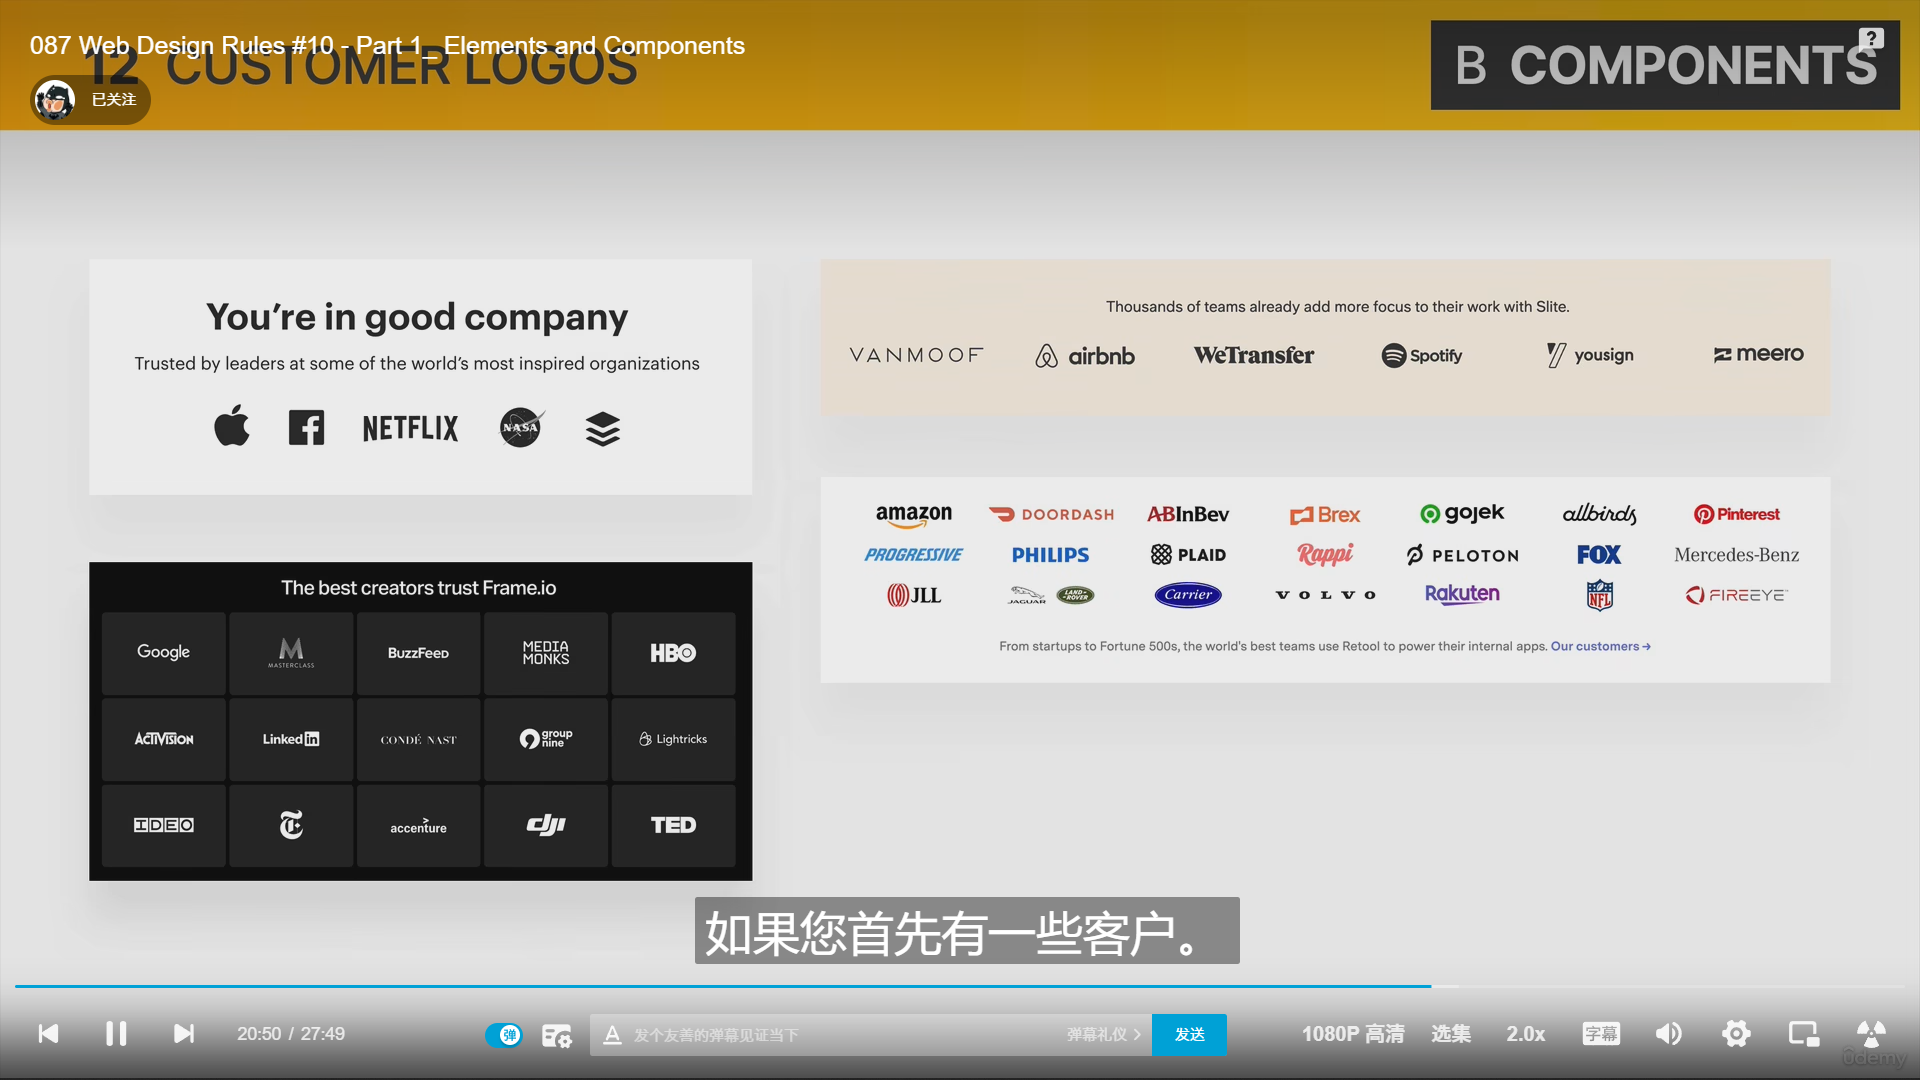 087 Web Design Rules #10 - Part 1_ Elements and Components
12 CUSTOMER LOGOS
B COMPONENTS
已关注
You're in good company
Trusted by leaders at some of the world's most inspired organizations
NETFLIX
NASA
Thousands of teams already add more focus to their work with Slite.
VANMOOF
airbnb
WeTransfer
Spotify
yousign
meero
amazon
DOORDASH
ABInBev
Brex
gojek
allbirds
Pinterest
PROGRESSIVE
PHILIPS
PLAID
Rappi
PELOTON
FOX
Mercedes-Benz
JLL
JAGUAR
LAND-ROVER
Carrier
VOLVO
Rakuten
NFL
FIREEYE
From startups to Fortune 500s, the world's best teams use Retool to power their internal apps. Our customers →
The best creators trust Frame.io
Google
MASTERCLASS
BuzzFeeD
MEDIA
MONKS
HBO
ACTIVISION
Linkedin
CONDÉ NAST
group
nine
Lightricks
IDEO
accenture
dji
TED
如果您首先有一些客户。
20:50 / 27:49
弹
发个友善的弹幕见证当下
弹幕礼仪 >
发送
1080P 高清
选集
2.0x
字幕
ûdemy